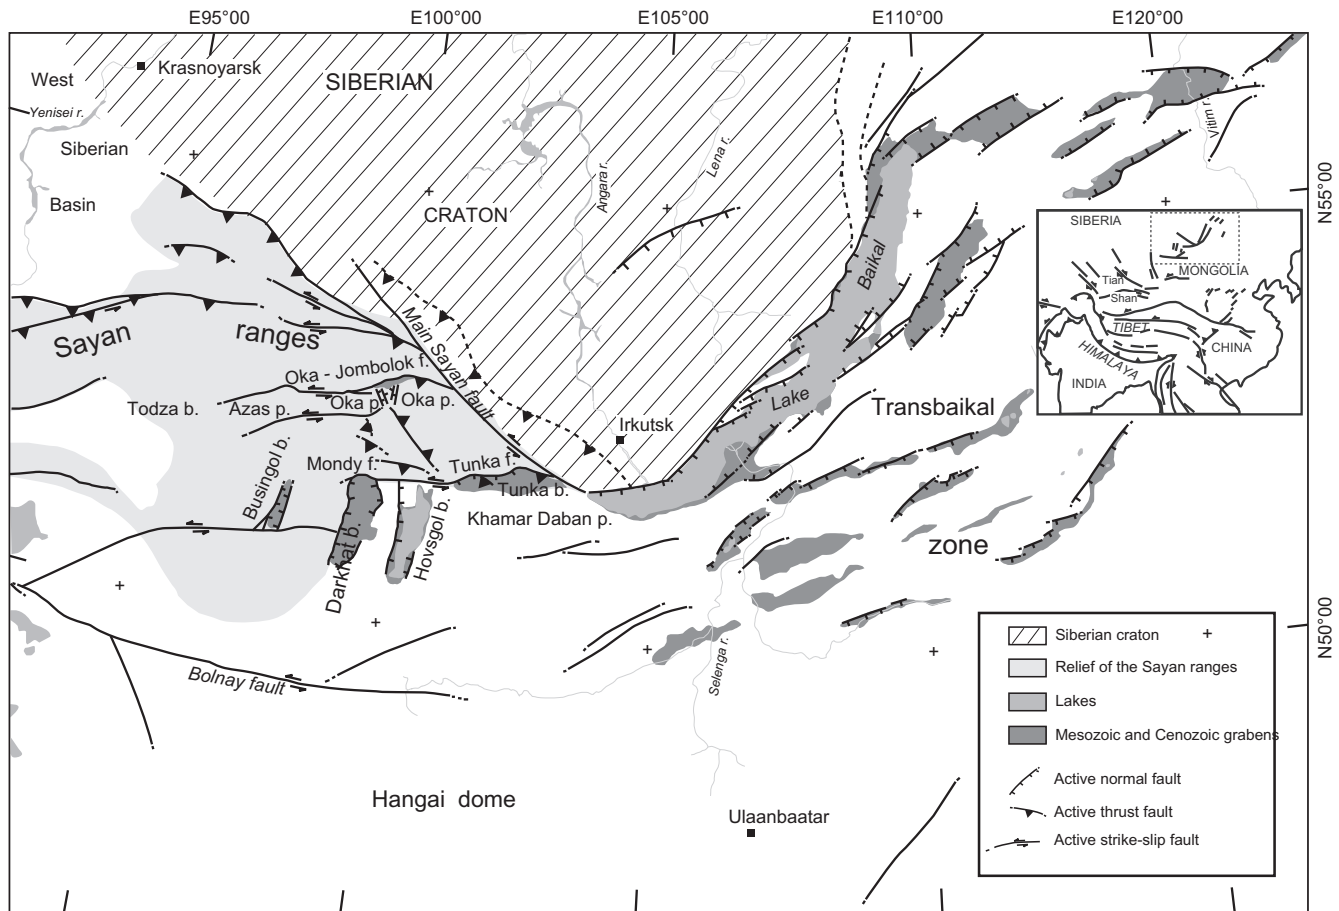 E95°00 E100°00 E105°00 E110°00 E120°00
West
Krasnoyarsk
SIBERIAN
Yenisei r.
Siberian
Basin
CRATON
Angara r.
Lena r.
Vitim r.
N55°00
Baikal
Lake
SIBERIA
MONGOLIA
Tian
Shan
TIBET
HIMALAYA
CHINA
INDIA
Sayan ranges
Main Sayan fault
Oka - Jombolok f.
Todza b.
Azas p.
Oka p.
Oka p.
Irkutsk
Transbaikal
zone
Busingol b.
Mondy f.
Tunka f.
Tunka b.
Khamar Daban p.
Darkhat b.
Hovsgol b.
N50°00
Selenga r.
Bolnay fault
Hangai dome
Ulaanbaatar
Siberian craton
Relief of the Sayan ranges
Lakes
Mesozoic and Cenozoic grabens
Active normal fault
Active thrust fault
Active strike-slip fault